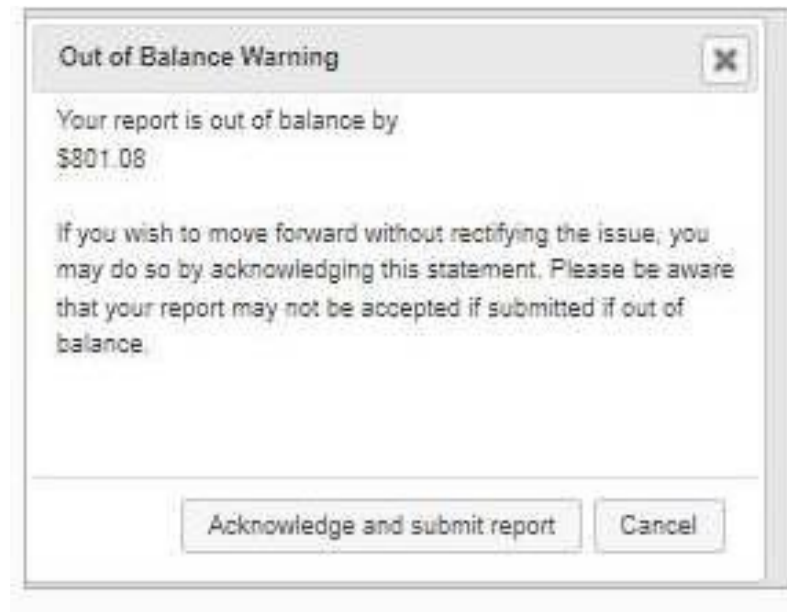 Out of Balance Warning
Your report is out of balance by
$801.08
If you wish to move forward without rectifying the issue, you
may do so by acknowledging this statement. Please be aware
that your report may not be accepted if submitted if out of
balance.
Acknowledge and submit report
Cancel